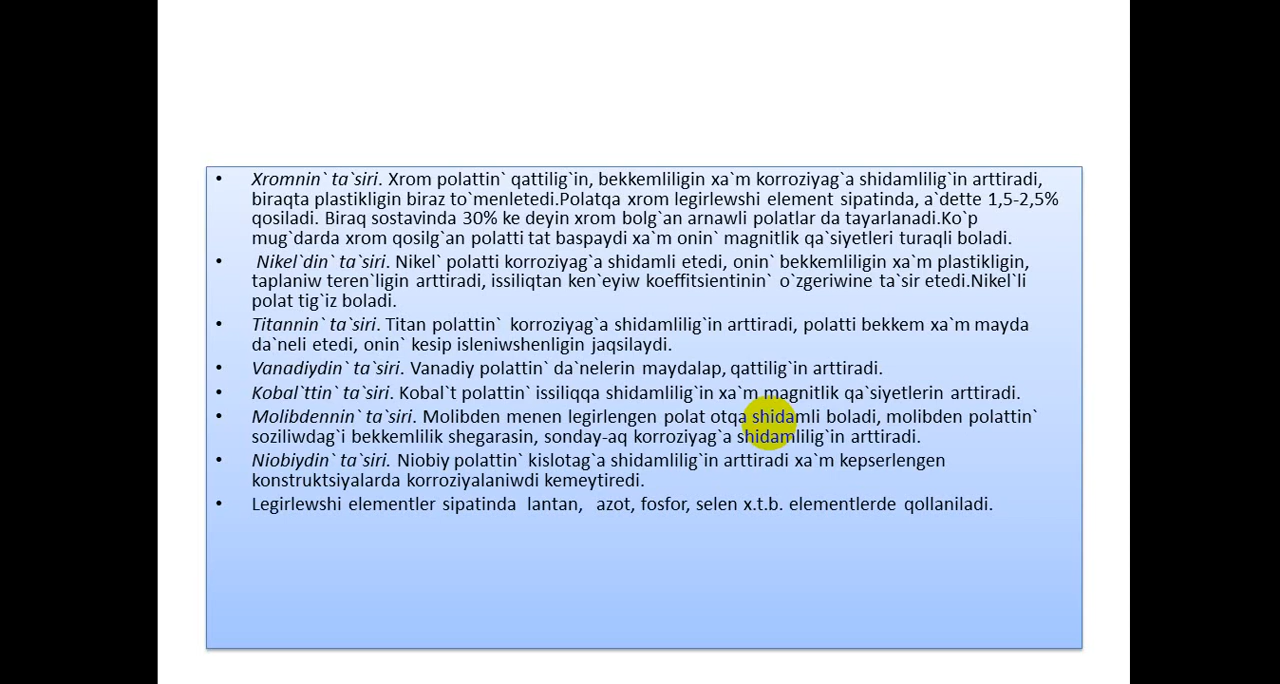 • Xromnin` ta`siri. Xrom polattin` qattilig`in, bekkemliligin xa`m korroziyag`a shidamlilig`in arttiradi,
biraqta plastikligin biraz to`menletedi.Polatqa xrom legirlewshi element sipatinda, a`dette 1,5-2,5%
qosiladi. Biraq sostavinda 30% ke deyin xrom bolg`an arnawli polatlar da tayarlanadi.Ko`p
mug`darda xrom qosilg`an polatti tat baspaydi xa`m onin` magnitlik qa`siyetleri turaqli boladi.
• Nikel`din` ta`siri. Nikel` polatti korroziyag`a shidamli etedi, onin` bekkemliligin xa`m plastikligin,
taplaniw teren`ligin arttiradi, issiliqtan ken`eyiw koeffitsientinin` o`zgeriwine ta`sir etedi.Nikel`li
polat tig`iz boladi.
• Titannin` ta`siri. Titan polattin` korroziyag`a shidamlilig`in arttiradi, polatti bekkem xa`m mayda
da`neli etedi, onin` kesip isleniwshenligin jaqsilaydi.
• Vanadiydin` ta`siri. Vanadiy polattin` da`nelerin maydalap, qattilig`in arttiradi.
• Kobal`ttin` ta`siri. Kobal`t polattin` issiliqqa shidamlilig`in xa`m magnitlik qa`siyetlerin arttiradi.
• Molibdennin` ta`siri. Molibden menen legirlengen polat otqa shidamli boladi, molibden polattin`
soziliwdag`i bekkemlilik shegarasin, sonday-aq korroziyag`a shidamlilig`in arttiradi.
• Niobiydin` ta`siri. Niobiy polattin` kislotag`a shidamlilig`in arttiradi xa`m kepserlengen
konstruktsiyalarda korroziyalaniwdi kemeytiredi.
• Legirlewshi elementler sipatinda lantan, azot, fosfor, selen x.t.b. elementlerde qollaniladi.